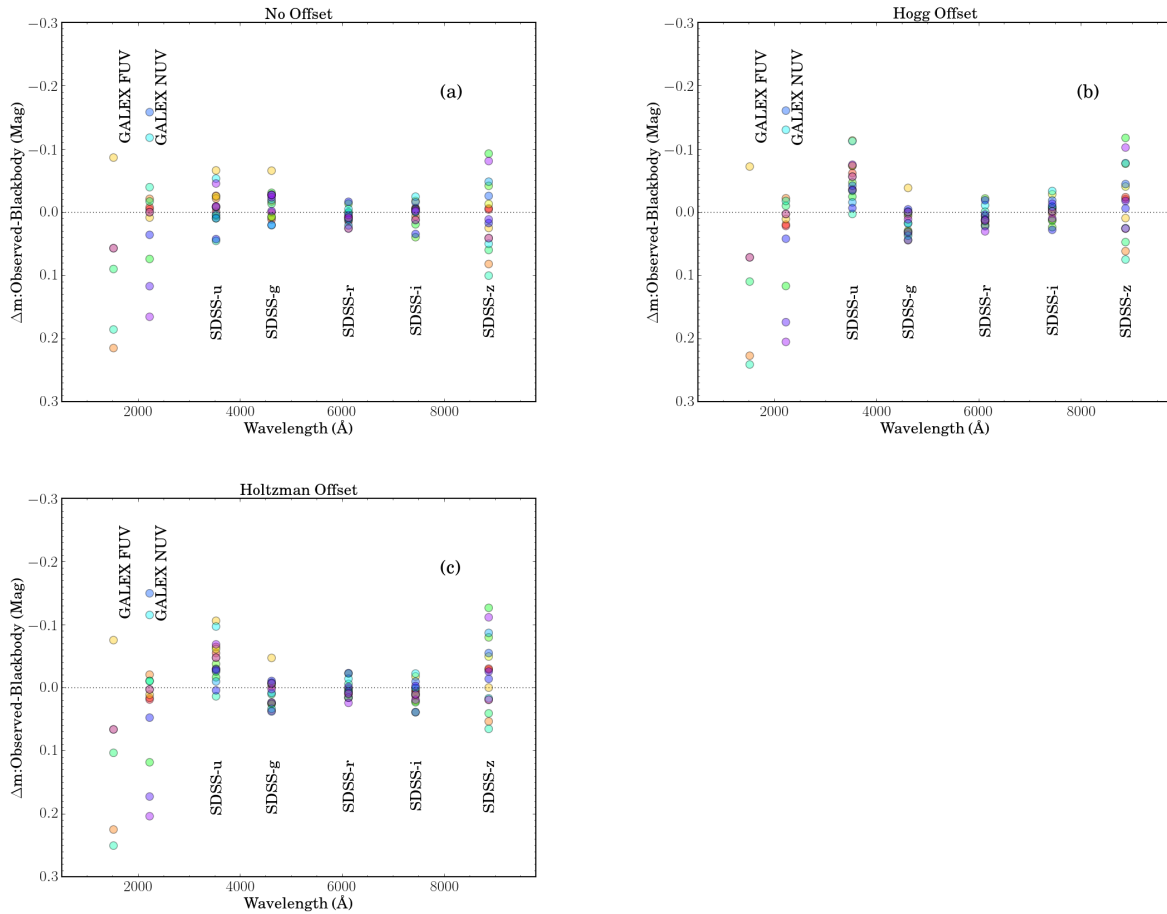 No Offset
−0.3
−0.2
−0.1
0.0
0.1
0.2
0.3
2000 4000 6000 8000
Wavelength (Å)
Δm:Observed-Blackbody (Mag)
GALEX FUV
GALEX NUV
SDSS-u
SDSS-g
SDSS-r
SDSS-i
SDSS-z
(a)
Hogg Offset
−0.3
−0.2
−0.1
0.0
0.1
0.2
0.3
2000 4000 6000 8000
Wavelength (Å)
Δm:Observed-Blackbody (Mag)
GALEX FUV
GALEX NUV
SDSS-u
SDSS-g
SDSS-r
SDSS-i
SDSS-z
(b)
Holtzman Offset
−0.3
−0.2
−0.1
0.0
0.1
0.2
0.3
2000 4000 6000 8000
Wavelength (Å)
Δm:Observed-Blackbody (Mag)
GALEX FUV
GALEX NUV
SDSS-u
SDSS-g
SDSS-r
SDSS-i
SDSS-z
(c)